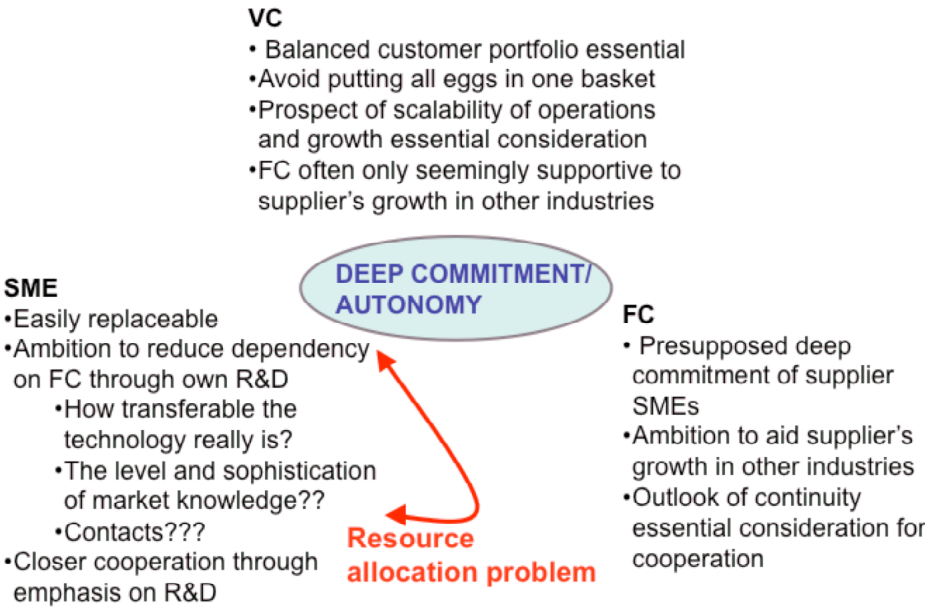 VC
• Balanced customer portfolio essential
•Avoid putting all eggs in one basket
•Prospect of scalability of operations
and growth essential consideration
•FC often only seemingly supportive to
supplier's growth in other industries
DEEP COMMITMENT/
AUTONOMY
SME
•Easily replaceable
•Ambition to reduce dependency
on FC through own R&D
•How transferable the
technology really is?
•The level and sophistication
of market knowledge??
•Contacts???
•Closer cooperation through
emphasis on R&D
Resource
allocation problem
FC
• Presupposed deep
commitment of supplier
SMEs
•Ambition to aid supplier's
growth in other industries
•Outlook of continuity
essential consideration for
cooperation